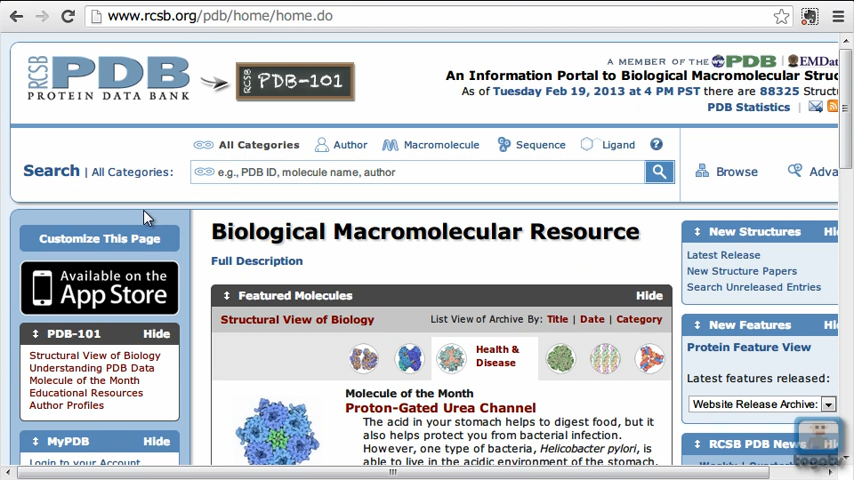 www.rcsb.org/pdb/home/home.do
RCSB PDB
PROTEIN DATA BANK
PDB-101
A MEMBER OF THE PDB EMDat
An Information Portal to Biological Macromolecular Struc
As of Tuesday Feb 19, 2013 at 4 PM PST there are 88325 Struct
PDB Statistics |
All Categories Author Macromolecule Sequence Ligand ?
Search | All Categories: e.g., PDB ID, molecule name, author Browse Adva
Customize This Page
Available on the
App Store
PDB-101 Hide
Structural View of Biology
Understanding PDB Data
Molecule of the Month
Educational Resources
Author Profiles
MyPDB Hide
Login to your Account
Biological Macromolecular Resource
Full Description
Featured Molecules Hide
Structural View of Biology List View of Archive By: Title | Date | Category
Health &
Disease
Molecule of the Month
Proton-Gated Urea Channel
The acid in your stomach helps to digest food, but it
also helps protect you from bacterial infection.
However, one type of bacteria, Helicobacter pylori, is
able to live in the acidic environment of the stomach.
New Structures Hi
Latest Release
New Structure Papers
Search Unreleased Entries
New Features Hi
Protein Feature View
Latest features released:
Website Release Archive:
RCSB PDB News
Weekly | Quarterl
togotv